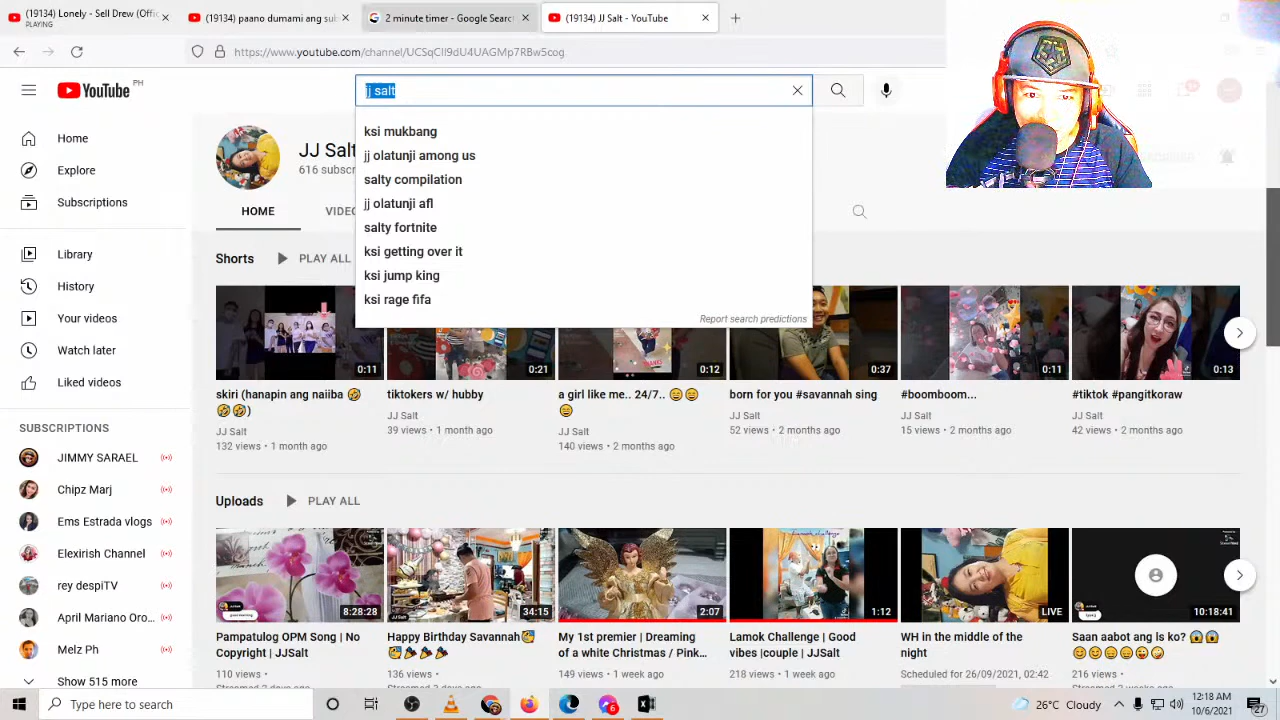 (19134) Lonely - Sell Drew (Offic
PLAYING
(19134) paano dumami ang sub
2 minute timer - Google Search
(19134) JJ Salt - YouTube
https://www.youtube.com/channel/UCSqCIl9dU4UAGMp7RBw5cog
YouTube PH
jj salt
ksi mukbang
jj olatunji among us
salty compilation
jj olatunji afl
salty fortnite
ksi getting over it
ksi jump king
ksi rage fifa
Report search predictions
Home
Explore
Subscriptions
Library
History
Your videos
Watch later
Liked videos
SUBSCRIPTIONS
JIMMY SARAEL
Chipz Marj
Ems Estrada vlogs
Elexirish Channel
rey despiTV
April Mariano Oro...
Melz Ph
Show 515 more
JJ Salt
616 subscr
HOME
VIDEO
Shorts
PLAY ALL
0:11
0:21
0:12
0:37
0:11
0:13
skiri (hanapin ang naiiba 🤣🤣🤣)
JJ Salt
132 views • 1 month ago
tiktokers w/ hubby
JJ Salt
39 views • 1 month ago
a girl like me.. 24/7.. 😄😄😄
JJ Salt
140 views • 2 months ago
born for you #savannah sing
JJ Salt
52 views • 2 months ago
#boomboom...
JJ Salt
15 views • 2 months ago
#tiktok #pangitkoraw
JJ Salt
42 views • 2 months ago
Uploads
PLAY ALL
8:28:28
34:15
2:07
1:12
LIVE
10:18:41
Pampatulog OPM Song | No
Copyright | JJSalt
110 views
Streamed 2 days ago
Happy Birthday Savannah🥳
🎉🎉🎉
136 views
Streamed 3 days ago
My 1st premier | Dreaming
of a white Christmas / Pink...
149 views • 1 week ago
Lamok Challenge | Good
vibes |couple | JJSalt
218 views • 1 week ago
WH in the middle of the
night
Scheduled for 26/09/2021, 02:42
Saan aabot ang ls ko? 😱😱
😊😊😄😄😜😜
216 views
Type here to search
26°C Cloudy
12:18 AM
10/6/2021
27